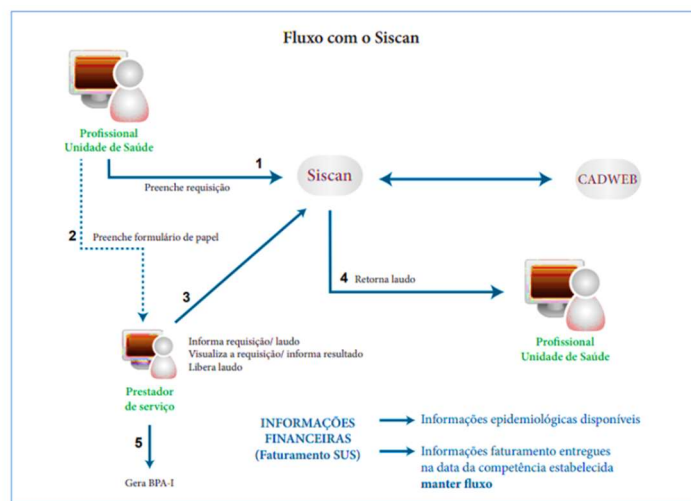 Fluxo com o Siscan
Profissional
Unidade de Saúde
1
Preenche requisição
Siscan
CADWEB
2
Preenche formulário de papel
3
4
Retorna laudo
Profissional
Unidade de Saúde
Informa requisição/ laudo
Visualiza a requisição/ informa resultado
Libera laudo
Prestador
de serviço
5
Gera BPA-I
INFORMAÇÕES
FINANCEIRAS
(Faturamento SUS)
Informações epidemiológicas disponíveis
Informações faturamento entregues
na data da competência estabelecida
manter fluxo